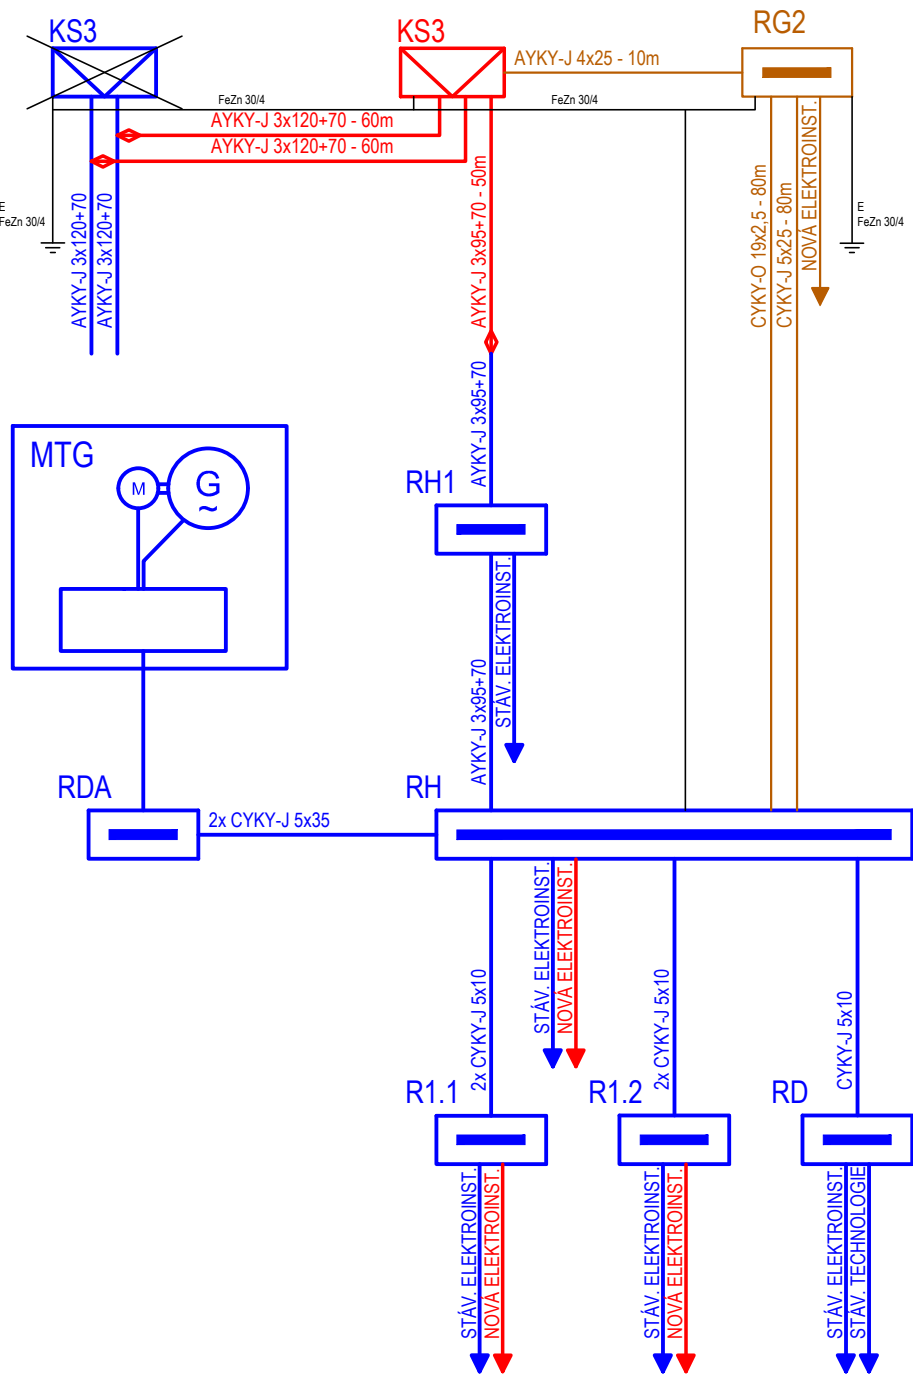 KS3
KS3
RG2
AYKY-J 4x25 - 10m
FeZn 30/4
FeZn 30/4
AYKY-J 3x120+70 - 60m
AYKY-J 3x120+70 - 60m
E
FeZn 30/4
AYKY-J 3x120+70
AYKY-J 3x120+70
AYKY-J 3x95+70 - 50m
CYKY-O 19x2,5 - 80m
CYKY-J 5x25 - 80m
NOVÁ ELEKTROINST.
E
FeZn 30/4
AYKY-J 3x95+70
MTG
M
G
~
RH1
AYKY-J 3x95+70
STÁV. ELEKTROINST.
RDA
2x CYKY-J 5x35
RH
2x CYKY-J 5x10
STÁV. ELEKTROINST.
NOVÁ ELEKTROINST.
2x CYKY-J 5x10
CYKY-J 5x10
R1.1
R1.2
RD
STÁV. ELEKTROINST.
NOVÁ ELEKTROINST.
STÁV. ELEKTROINST.
NOVÁ ELEKTROINST.
STÁV. ELEKTROINST.
STÁV. TECHNOLOGIE